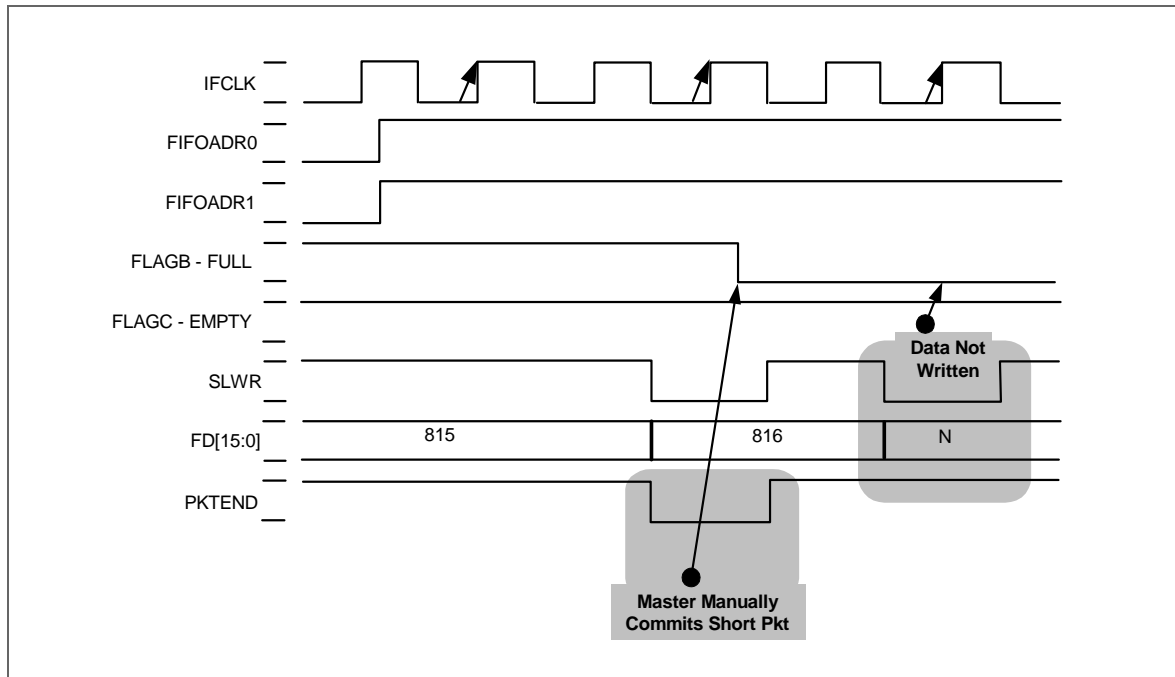 IFCLK
FIFOADR0
FIFOADR1
FLAGB - FULL
FLAGC - EMPTY
Data Not
Written
SLWR
FD[15:0]
815
816
N
PKTEND
Master Manually
Commits Short Pkt